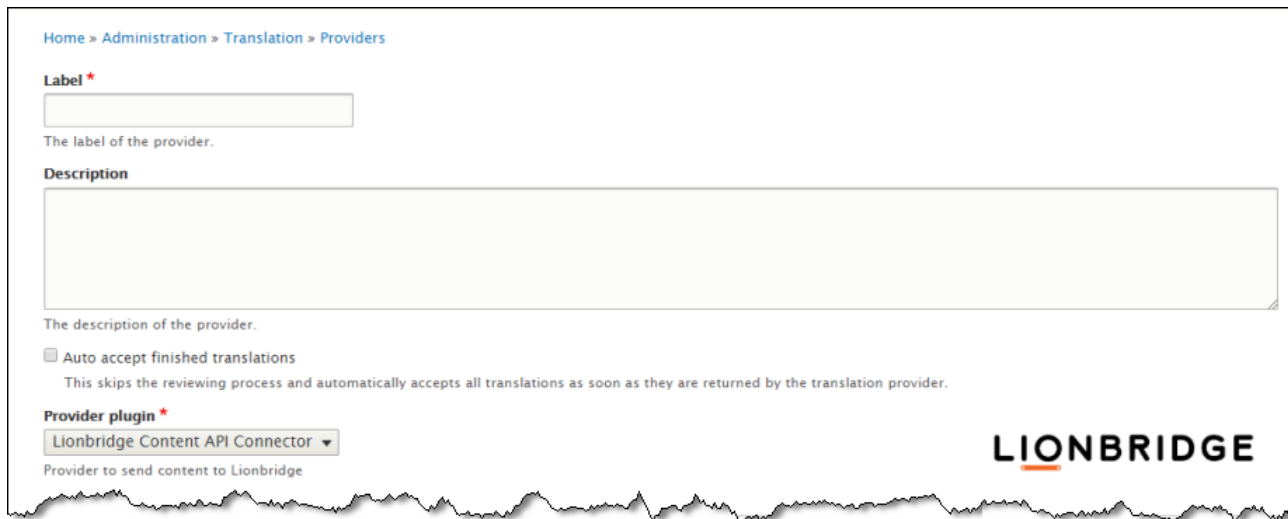 Home » Administration » Translation » Providers
Label *
The label of the provider.
Description
The description of the provider.
Auto accept finished translations
This skips the reviewing process and automatically accepts all translations as soon as they are returned by the translation provider.
Provider plugin *
Lionbridge Content API Connector
LIONBRIDGE
Provider to send content to Lionbridge